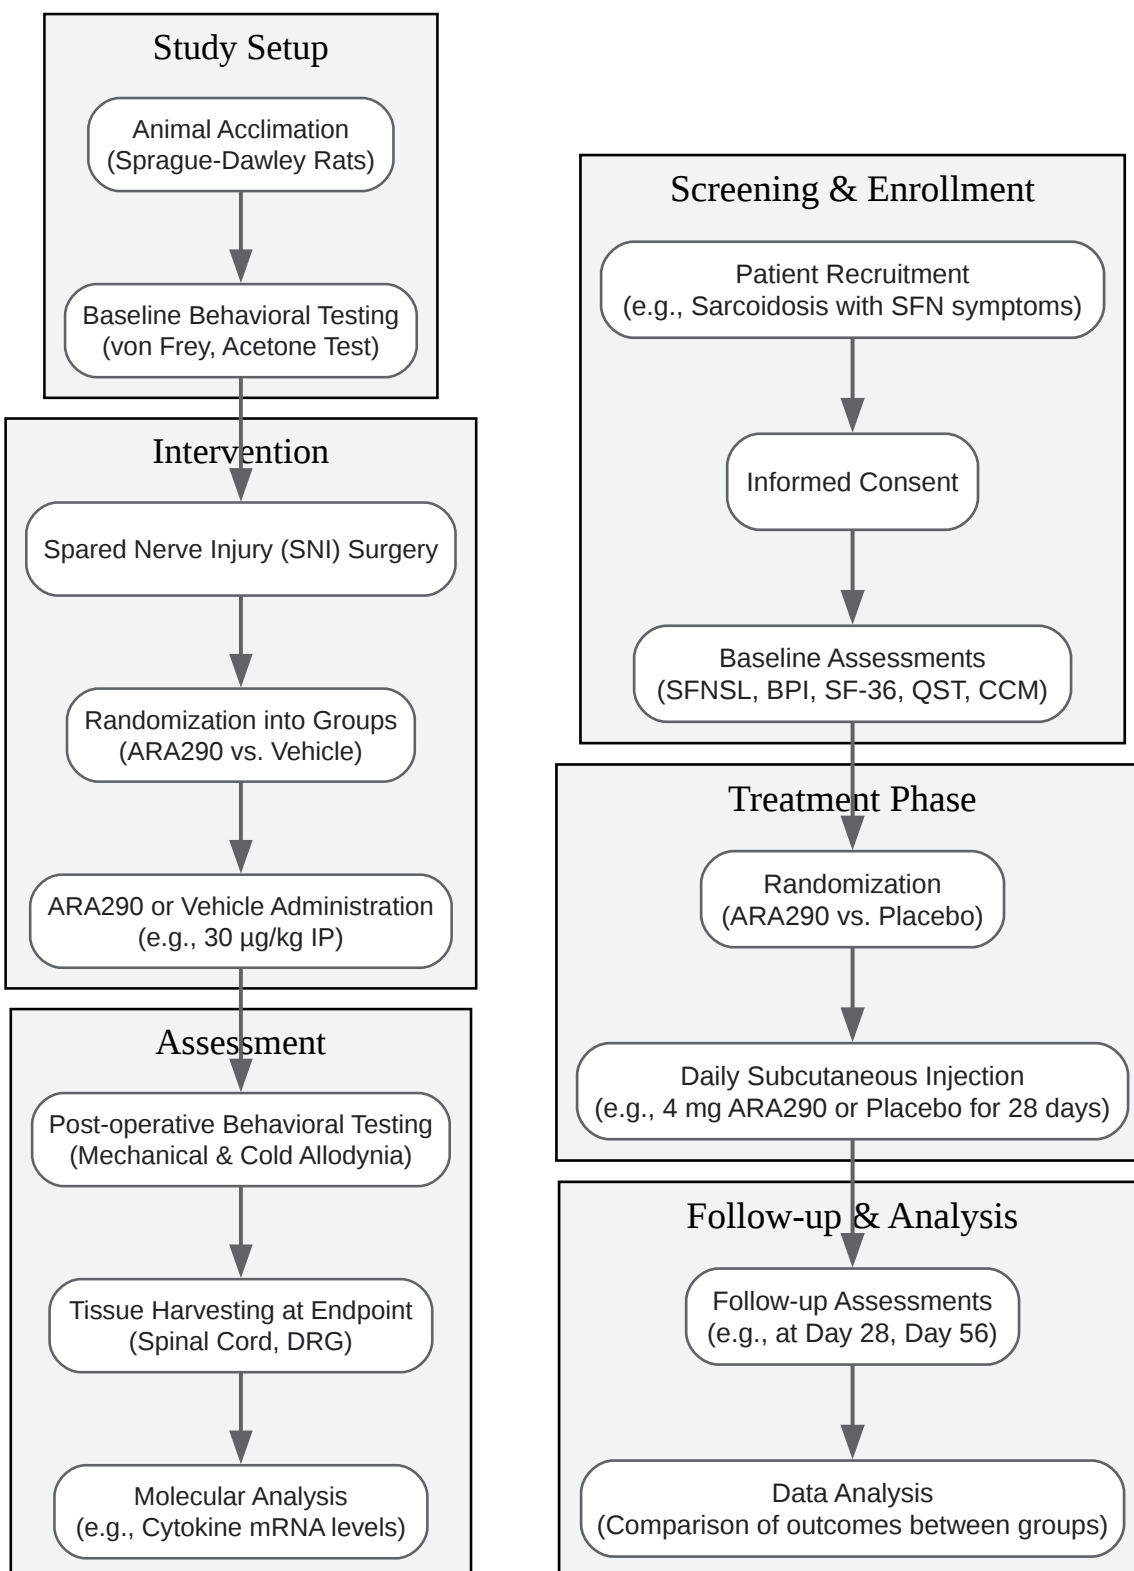 Study Setup
Animal Acclimation
(Sprague-Dawley Rats)
Baseline Behavioral Testing
(von Frey, Acetone Test)
Intervention
Spared Nerve Injury (SNI) Surgery
Randomization into Groups
(ARA290 vs. Vehicle)
ARA290 or Vehicle Administration
(e.g., 30 µg/kg IP)
Assessment
Post-operative Behavioral Testing
(Mechanical & Cold Allodynia)
Tissue Harvesting at Endpoint
(Spinal Cord, DRG)
Molecular Analysis
(e.g., Cytokine mRNA levels)
Screening & Enrollment
Patient Recruitment
(e.g., Sarcoidosis with SFN symptoms)
Informed Consent
Baseline Assessments
(SFNSL, BPI, SF-36, QST, CCM)
Treatment Phase
Randomization
(ARA290 vs. Placebo)
Daily Subcutaneous Injection
(e.g., 4 mg ARA290 or Placebo for 28 days)
Follow-up & Analysis
Follow-up Assessments
(e.g., at Day 28, Day 56)
Data Analysis
(Comparison of outcomes between groups)